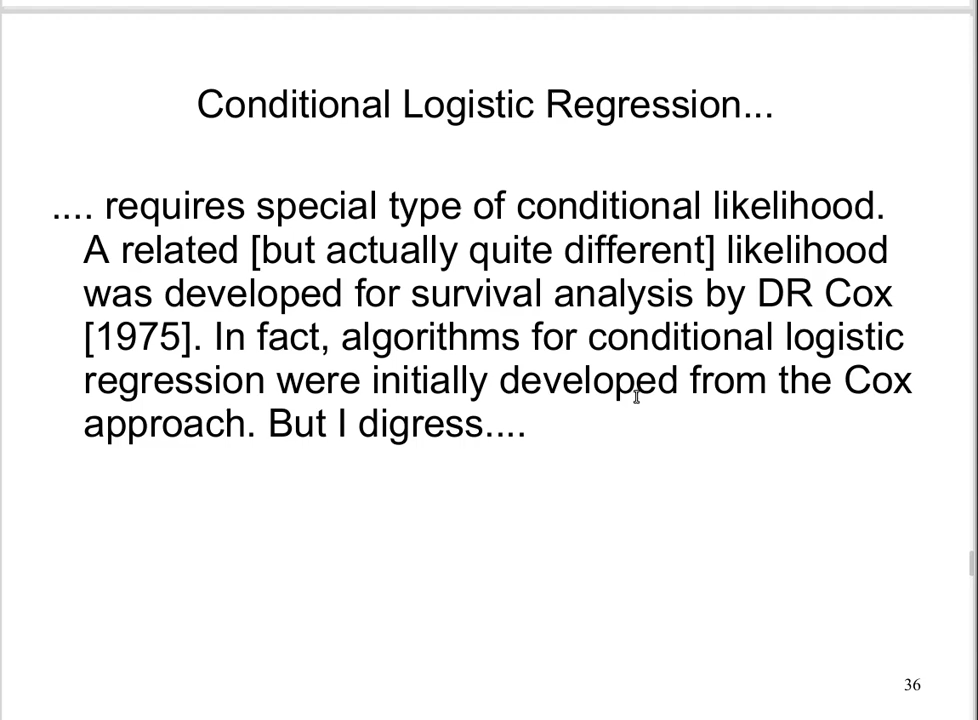 Conditional Logistic Regression...
.... requires special type of conditional likelihood.
A related [but actually quite different] likelihood
was developed for survival analysis by DR Cox
[1975]. In fact, algorithms for conditional logistic
regression were initially developed from the Cox
approach. But I digress....
36